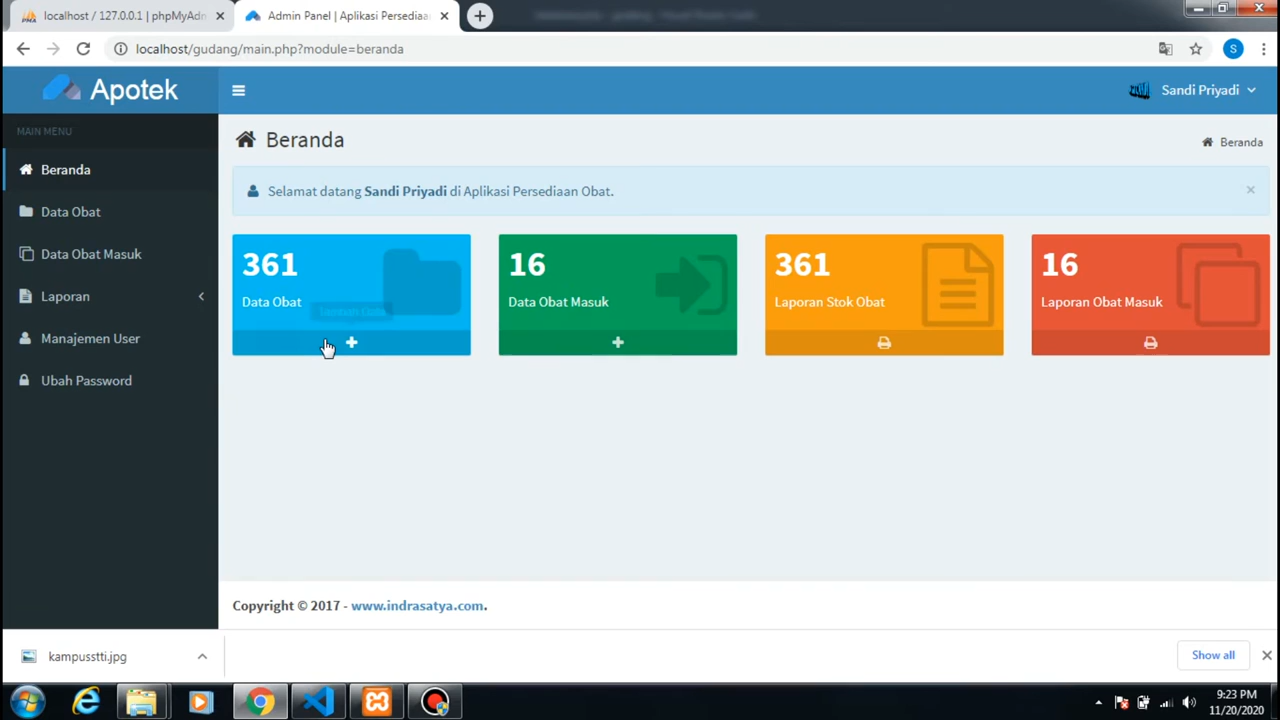 localhost / 127.0.0.1 | phpMyAdn
Admin Panel | Aplikasi Persediaa
localhost/gudang/main.php?module=beranda
S
Apotek
Sandi Priyadi
MAIN MENU
Beranda
Data Obat
Data Obat Masuk
Laporan
Manajemen User
Ubah Password
Beranda
Beranda
Selamat datang Sandi Priyadi di Aplikasi Persediaan Obat.
×
361
Data Obat
16
Data Obat Masuk
361
Laporan Stok Obat
16
Laporan Obat Masuk
Copyright © 2017 - www.indrasatya.com.
kampusstti.jpg
Show all
9:23 PM
11/20/2020